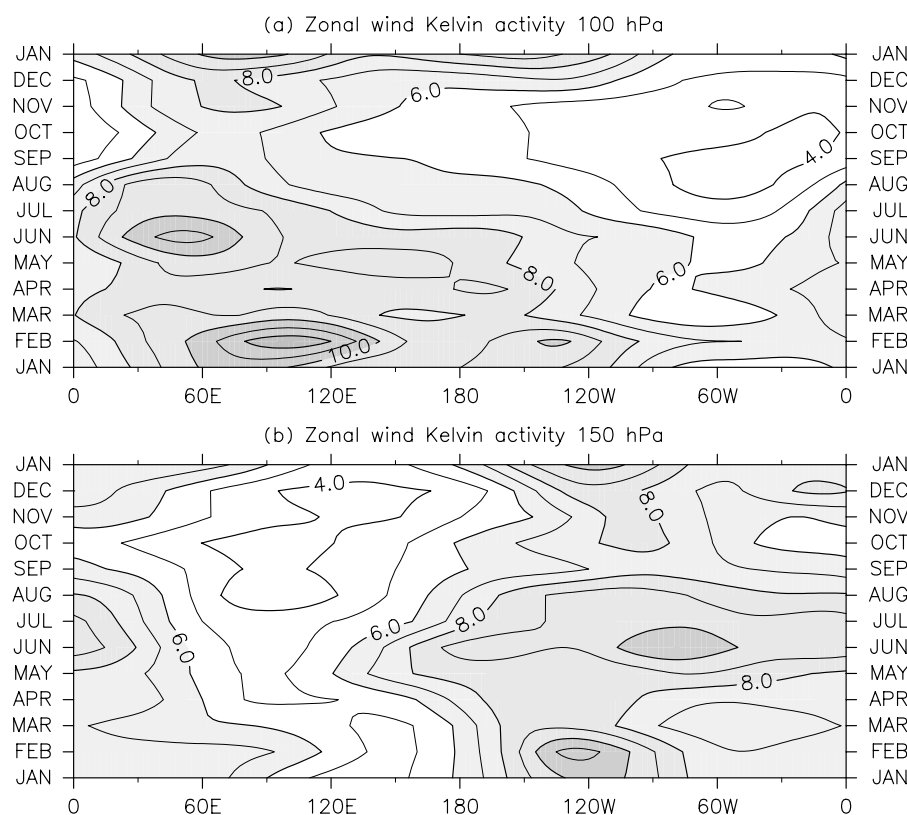 (a) Zonal wind Kelvin activity 100 hPa
JAN JAN
DEC 8.0 DEC
6.0
NOV NOV
OCT OCT
4.0
SEP SEP
AUG AUG
8.0
JUL JUL
JUN JUN
MAY MAY
8.0 6.0
APR APR
MAR MAR
FEB FEB
10.0
JAN JAN
0 60E 120E 180 120W 60W 0
(b) Zonal wind Kelvin activity 150 hPa
JAN JAN
4.0
DEC DEC
8.0
NOV NOV
OCT OCT
SEP SEP
AUG AUG
JUL 8.0 JUL
6.0
JUN 6.0 JUN
MAY MAY
8.0
APR APR
MAR MAR
FEB FEB
JAN JAN
0 60E 120E 180 120W 60W 0